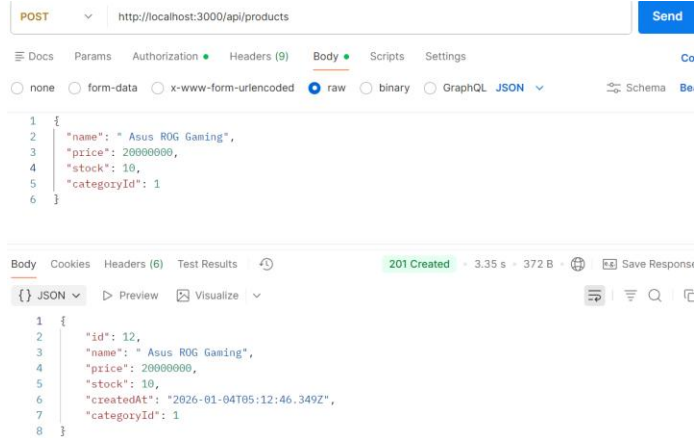 POST http://localhost:3000/api/products Send
Docs Params Authorization Headers (9) Body Scripts Settings Co
none form-data x-www-form-urlencoded raw binary GraphQL JSON Schema Bea
1 {
2 "name": " Asus ROG Gaming",
3 "price": 20000000,
4 "stock": 10,
5 "categoryId": 1
6 }
Body Cookies Headers (6) Test Results 201 Created • 3.35 s • 372 B • Save Response
{} JSON Preview Visualize
1 {
2 "id": 12,
3 "name": " Asus ROG Gaming",
4 "price": 20000000,
5 "stock": 10,
6 "createdAt": "2026-01-04T05:12:46.349Z",
7 "categoryId": 1
8 }